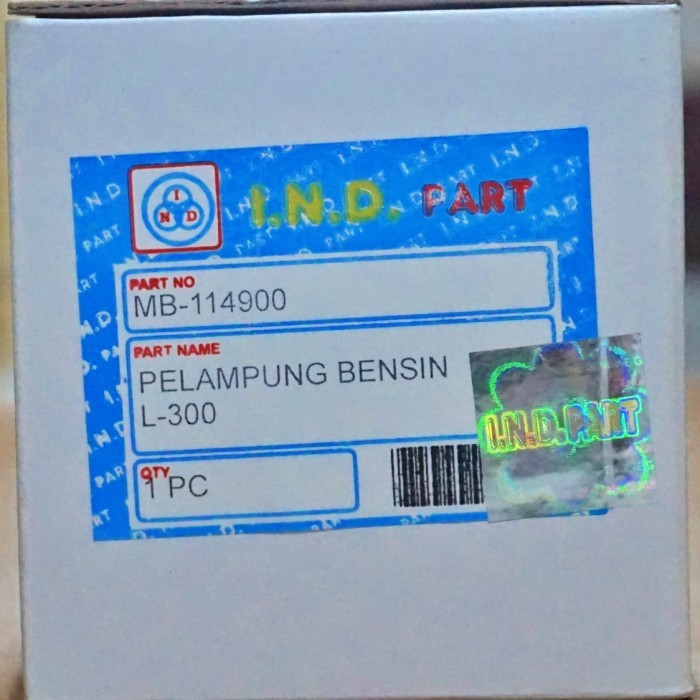 I
N D
I.N.D. PART
PART NO
MB-114900
PART NAME
PELAMPUNG BENSIN
L-300
QTY
1 PC
I.N.D.PART